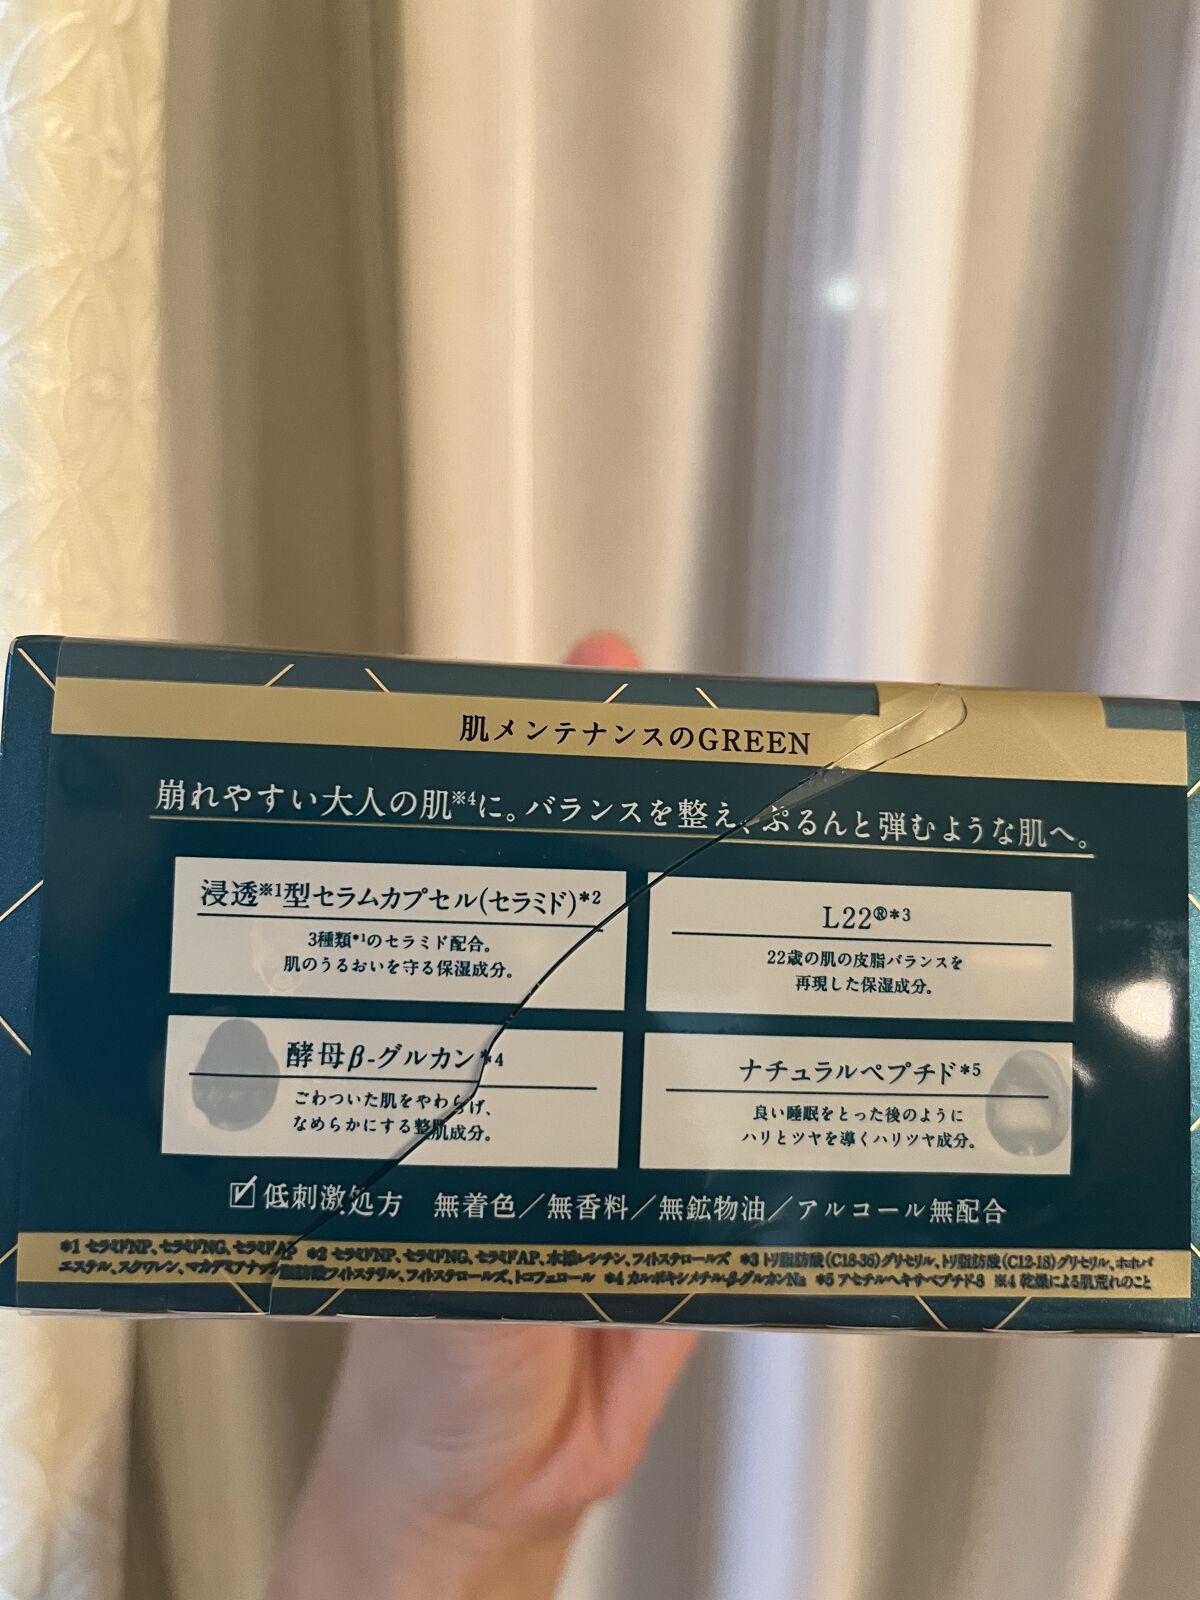 肌メンテナンスのGREEN
崩れやすい大人の肌※4に。バランスを整え、ぷるんと弾むような肌へ。
浸透※1型セラムカプセル(セラミド)*2
3種類*1のセラミド配合。
肌のうるおいを守る保湿成分。
L22®*3
22歳の肌の皮脂バランスを
再現した保湿成分。
酵母β-グルカン*4
ごわついた肌をやわらげ、
なめらかにする整肌成分。
ナチュラルペプチド*5
良い睡眠をとった後のように
ハリとツヤを導くハリツヤ成分。
低刺激処方 無着色/無香料/無鉱物油/アルコール無配合
*1 セラミドNP、セラミドNG、セラミドAP *2 セラミドNP、セラミドNG、セラミドAP、水添レシチン、フィトステロールズ *3 トリ脂肪酸(C18-36)グリセリル、トリ脂肪酸(C12-18)グリセリル、ホホバ
エステル、スクワレン、マカデミアナッツ脂肪酸フィトステリル、フィトステロールズ、トコフェロール *4 カルボキシメチル-β-グルカンNa *5 アセチルヘキサペプチド-8 ※4 乾燥による肌荒れのこと